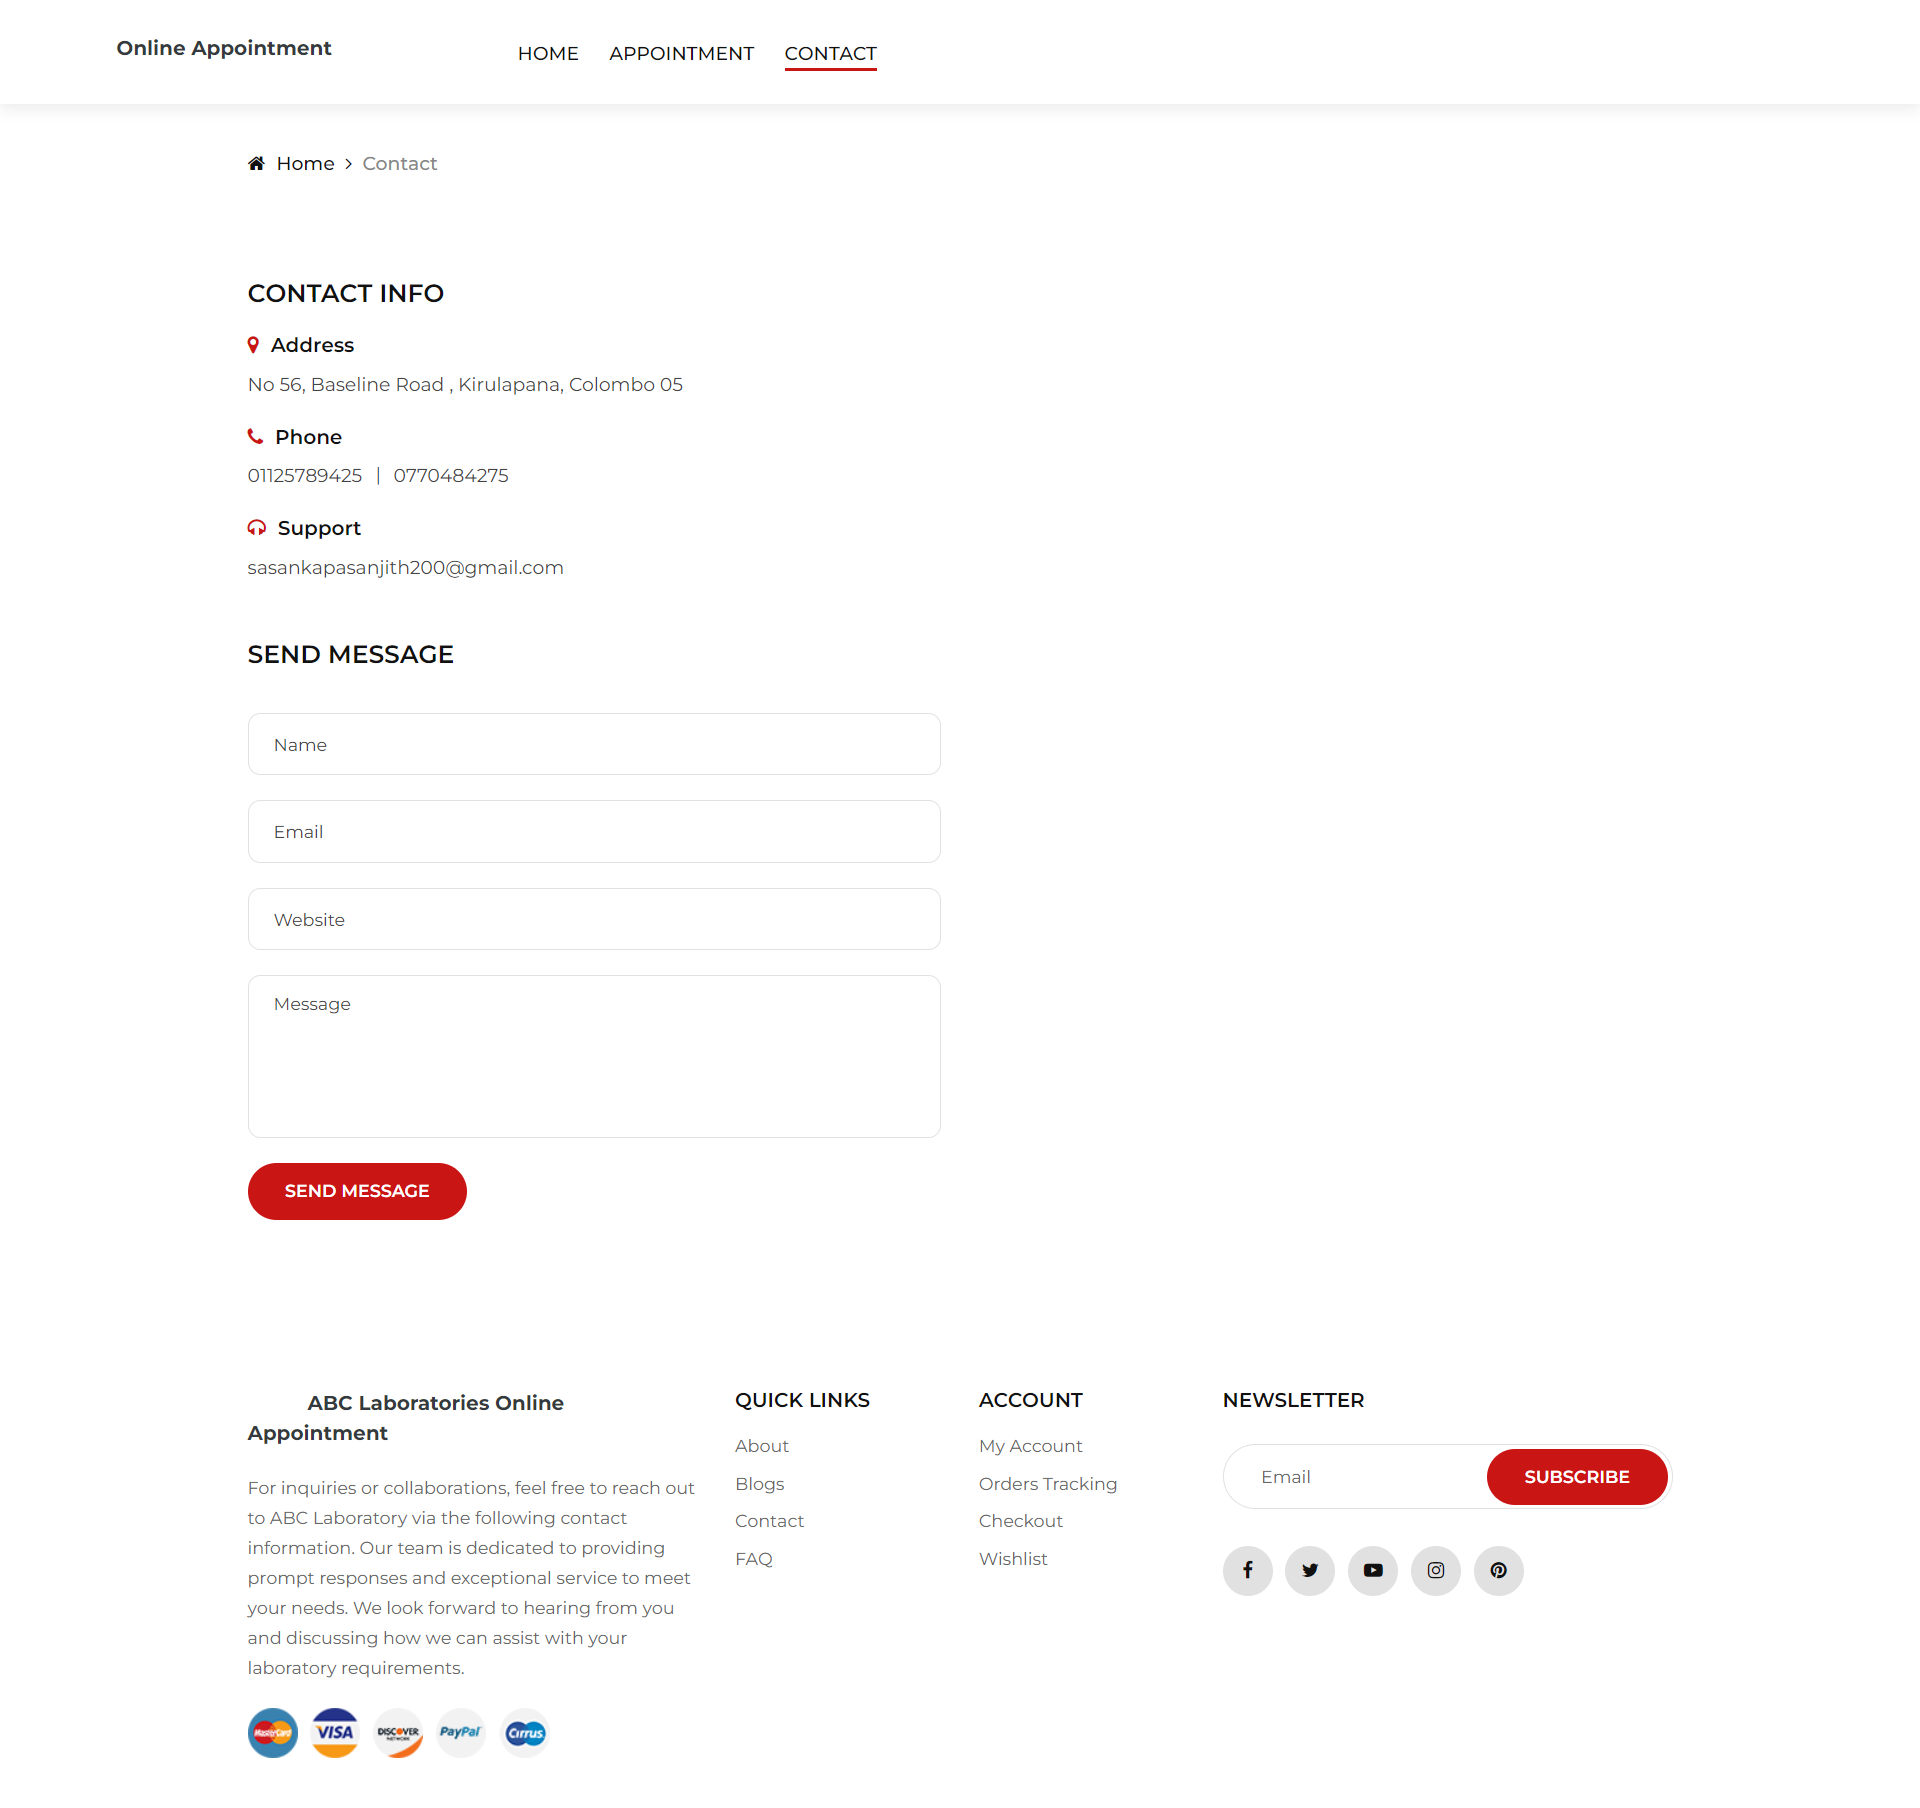 Online Appointment
HOME APPOINTMENT CONTACT
Home > Contact
CONTACT INFO
Address
No 56, Baseline Road , Kirulapana, Colombo 05
Phone
01125789425 | 0770484275
Support
sasankapasanjith200@gmail.com
SEND MESSAGE
Name
Email
Website
Message
SEND MESSAGE
ABC Laboratories Online
Appointment
For inquiries or collaborations, feel free to reach out
to ABC Laboratory via the following contact
information. Our team is dedicated to providing
prompt responses and exceptional service to meet
your needs. We look forward to hearing from you
and discussing how we can assist with your
laboratory requirements.
MasterCard VISA DISCOVER NETWORK PayPal Cirrus
QUICK LINKS
About
Blogs
Contact
FAQ
ACCOUNT
My Account
Orders Tracking
Checkout
Wishlist
NEWSLETTER
Email SUBSCRIBE